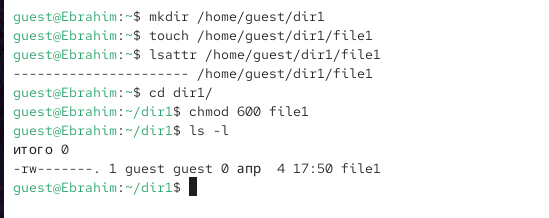 guest@Ebrahim:~$ mkdir /home/guest/dir1
guest@Ebrahim:~$ touch /home/guest/dir1/file1
guest@Ebrahim:~$ lsattr /home/guest/dir1/file1
---------------------- /home/guest/dir1/file1
guest@Ebrahim:~$ cd dir1/
guest@Ebrahim:~/dir1$ chmod 600 file1
guest@Ebrahim:~/dir1$ ls -l
итого 0
-rw-------. 1 guest guest 0 апр  4 17:50 file1
guest@Ebrahim:~/dir1$